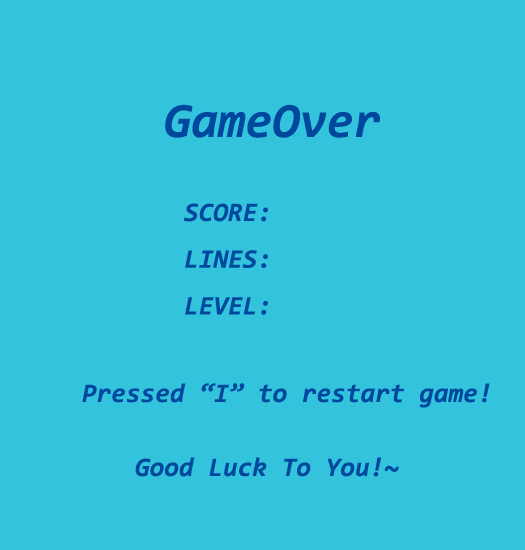 GameOver
SCORE:
LINES:
LEVEL:
Pressed “I” to restart game!
Good Luck To You!~